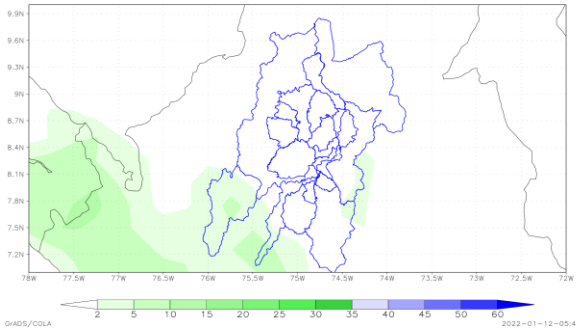 9.9N
9.6N
9.3N
9N
8.7N
8.4N
8.1N
7.8N
7.5N
7.2N
78W 77.5W 77W 76.5W 76W 75.5W 75W 74.5W 74W 73.5W 73W 72.5W 72W
2 5 10 15 20 25 30 35 40 45 50 60
GrADS/COLA 2022-01-12-05:4